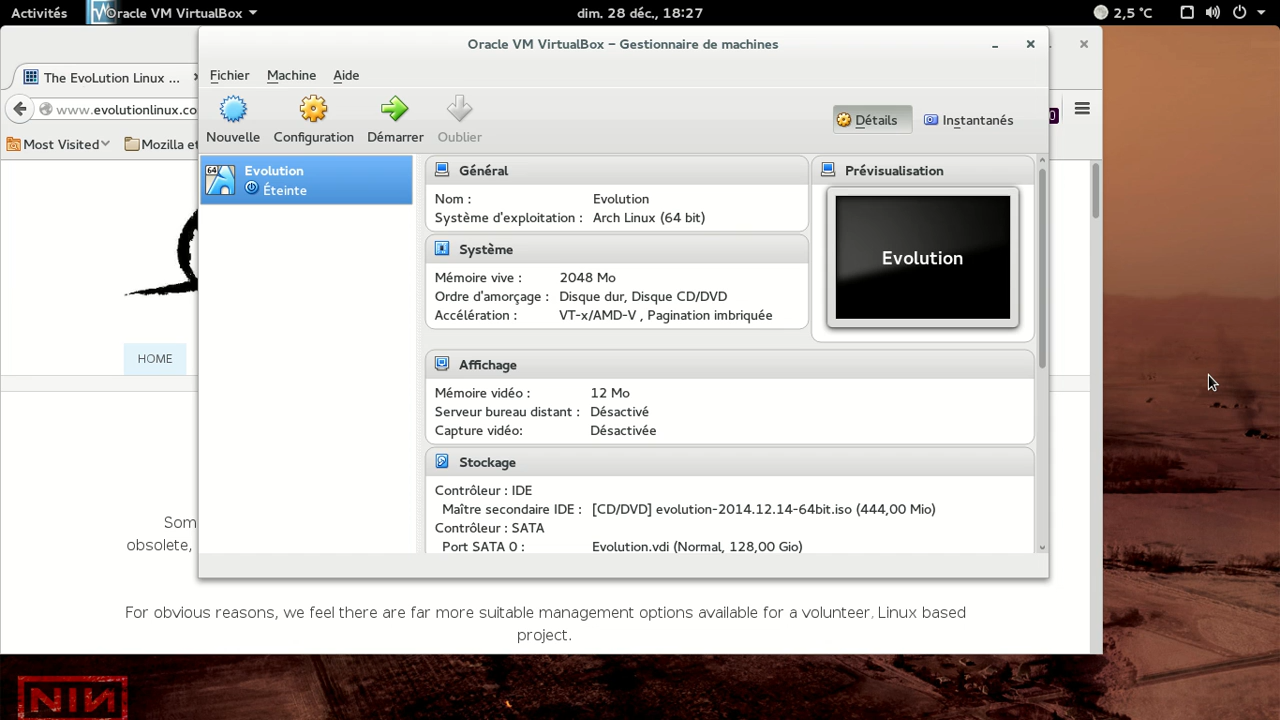 Activités
Oracle VM VirtualBox
dim. 28 déc., 18:27
2,5 °C
Oracle VM VirtualBox – Gestionnaire de machines
The EvoLution Linux ...
www.evolutionlinux.co
Most Visited
Mozilla et
Fichier
Machine
Aide
Nouvelle
Configuration
Démarrer
Oublier
Détails
Instantanés
64
Evolution
Éteinte
Général
Nom : Evolution
Système d'exploitation : Arch Linux (64 bit)
Système
Mémoire vive : 2048 Mo
Ordre d'amorçage : Disque dur, Disque CD/DVD
Accélération : VT-x/AMD-V , Pagination imbriquée
Prévisualisation
Evolution
Affichage
Mémoire vidéo : 12 Mo
Serveur bureau distant : Désactivé
Capture vidéo: Désactivée
Stockage
Contrôleur : IDE
Maître secondaire IDE : [CD/DVD] evolution-2014.12.14-64bit.iso (444,00 Mio)
Contrôleur : SATA
Port SATA 0 : Evolution.vdi (Normal, 128,00 Gio)
HOME
Som
obsolete,
For obvious reasons, we feel there are far more suitable management options available for a volunteer, Linux based
project.
NIN